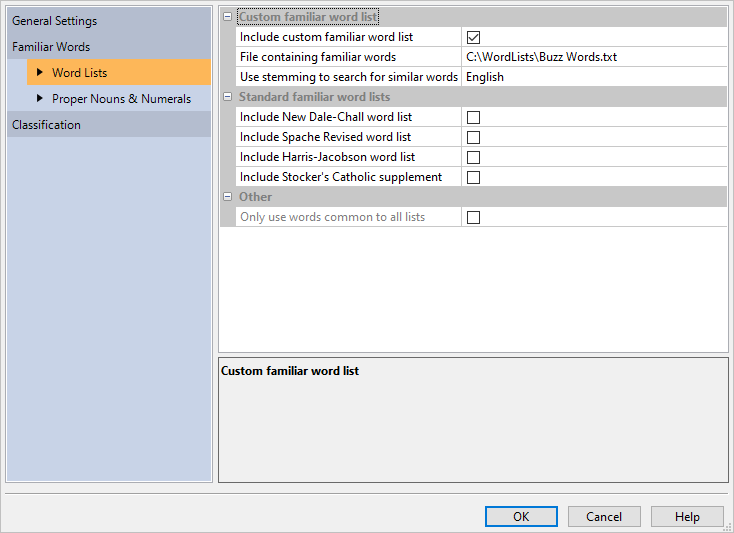 General Settings
Familiar Words
Word Lists
Proper Nouns & Numerals
Classification
Custom familiar word list
Include custom familiar word list
File containing familiar words C:\WordLists\Buzz Words.txt
Use stemming to search for similar words English
Standard familiar word lists
Include New Dale-Chall word list
Include Spache Revised word list
Include Harris-Jacobson word list
Include Stocker's Catholic supplement
Other
Only use words common to all lists
Custom familiar word list
OK Cancel Help